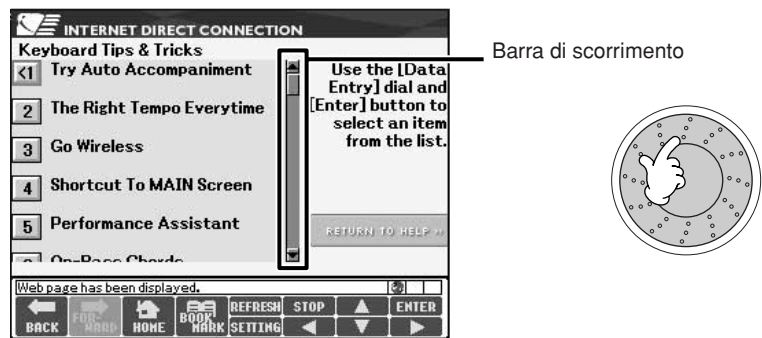 INTERNET DIRECT CONNECTION
Keyboard Tips & Tricks
<1 Try Auto Accompaniment
2 The Right Tempo Everytime
3 Go Wireless
4 Shortcut To MAIN Screen
5 Performance Assistant
On-Bass Chords
Use the [Data
Entry] dial and
[Enter] button to
select an item
from the list.
RETURN TO HELP »
Barra di scorrimento
Web page has been displayed.
BACK
FOR-
WARD
HOME
BOOK
MARK
REFRESH
SETTING
STOP
ENTER